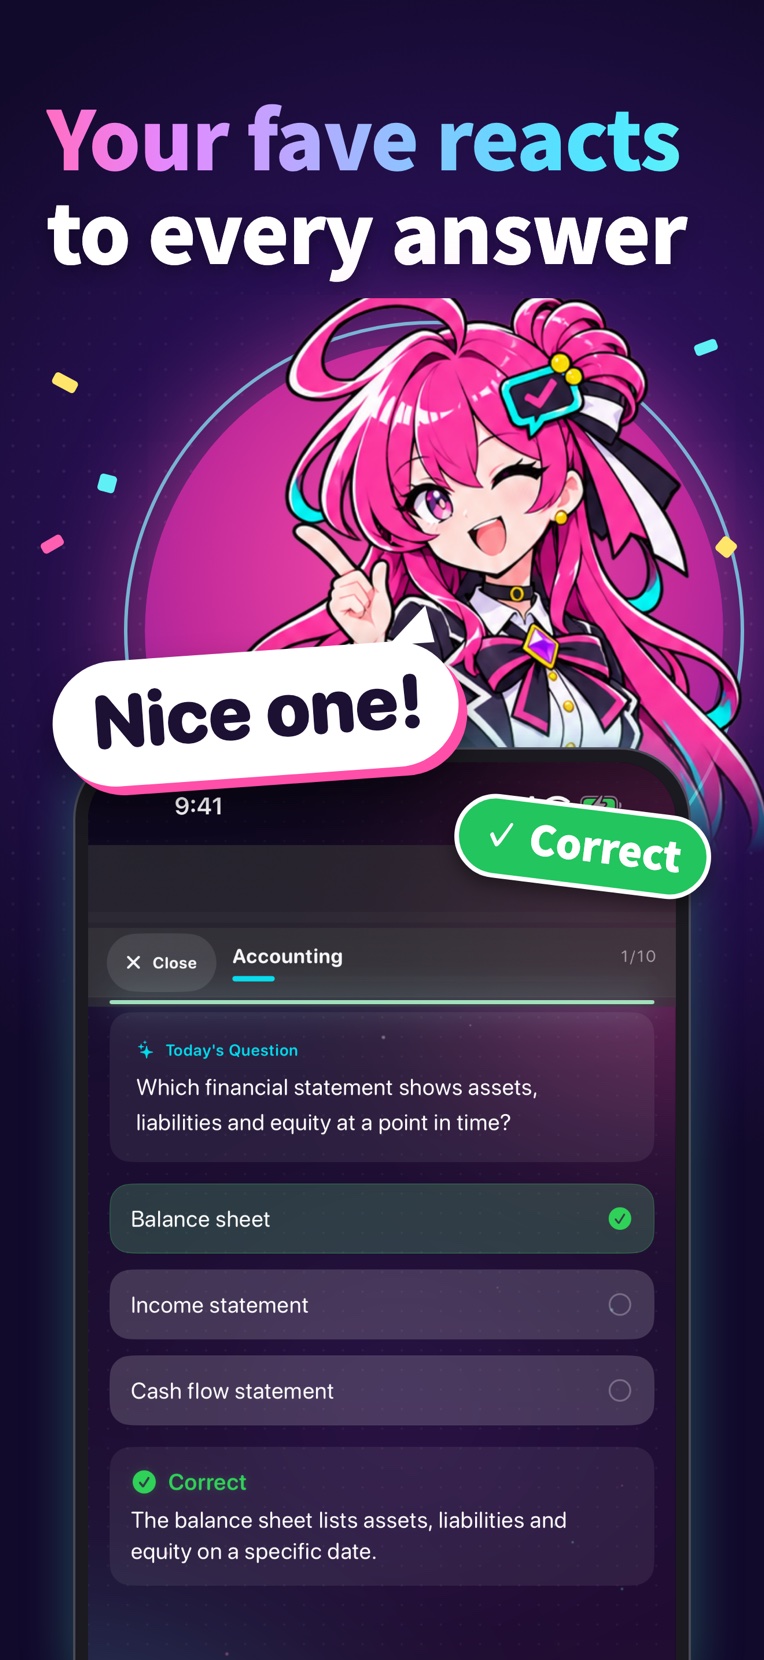 Your fave reacts
to every answer
Nice one!
9:41
✓ Correct
✕ Close
Accounting
1/10
Today's Question
Which financial statement shows assets,
liabilities and equity at a point in time?
Balance sheet
Income statement
Cash flow statement
Correct
The balance sheet lists assets, liabilities and
equity on a specific date.